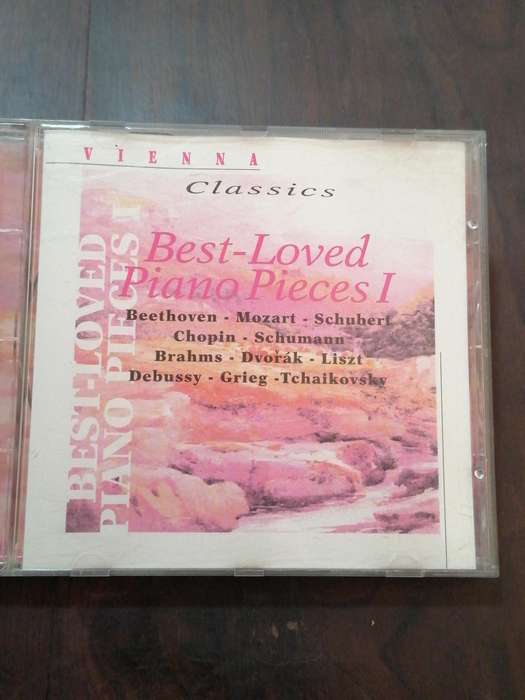 VIENNA
Classics
Best-Loved
Piano Pieces I
Beethoven - Mozart - Schubert
Chopin - Schumann
Brahms - Dvořák - Liszt
Debussy - Grieg -Tchaikovsky
BEST-LOVED
PIANO PIECES I